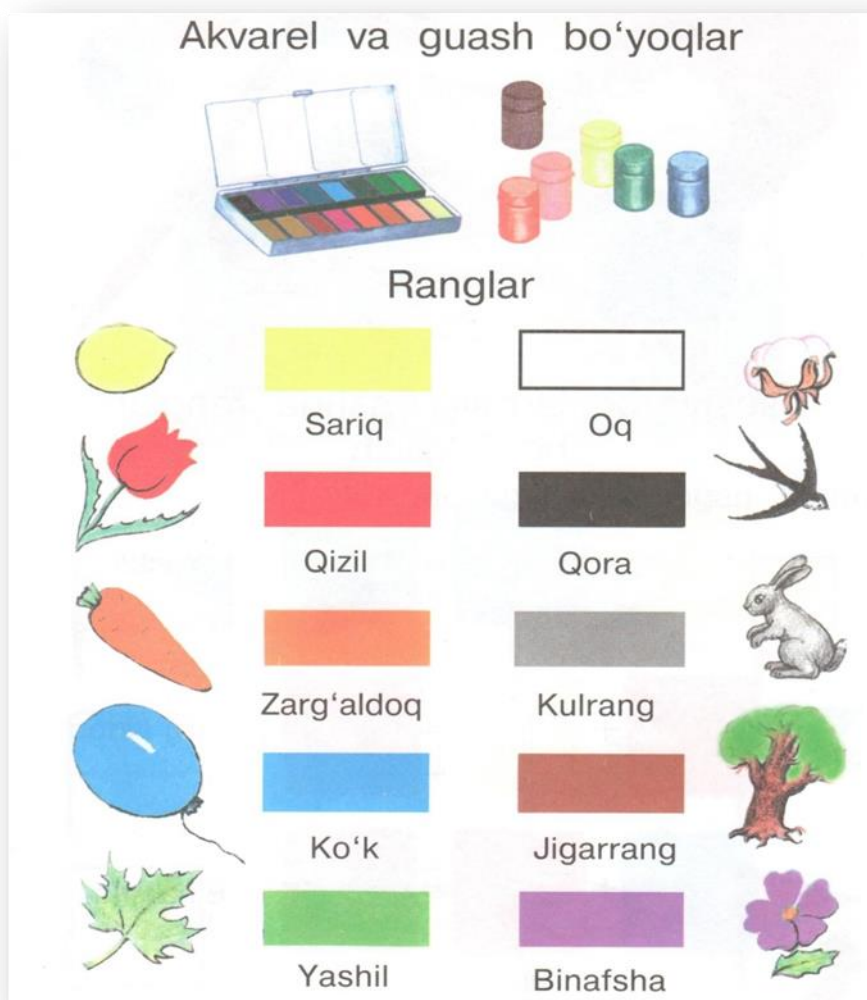 Akvarel va guash bo‘yoqlar
Ranglar
Sariq
Oq
Qizil
Qora
Zarg‘aldoq
Kulrang
Ko‘k
Jigarrang
Yashil
Binafsha